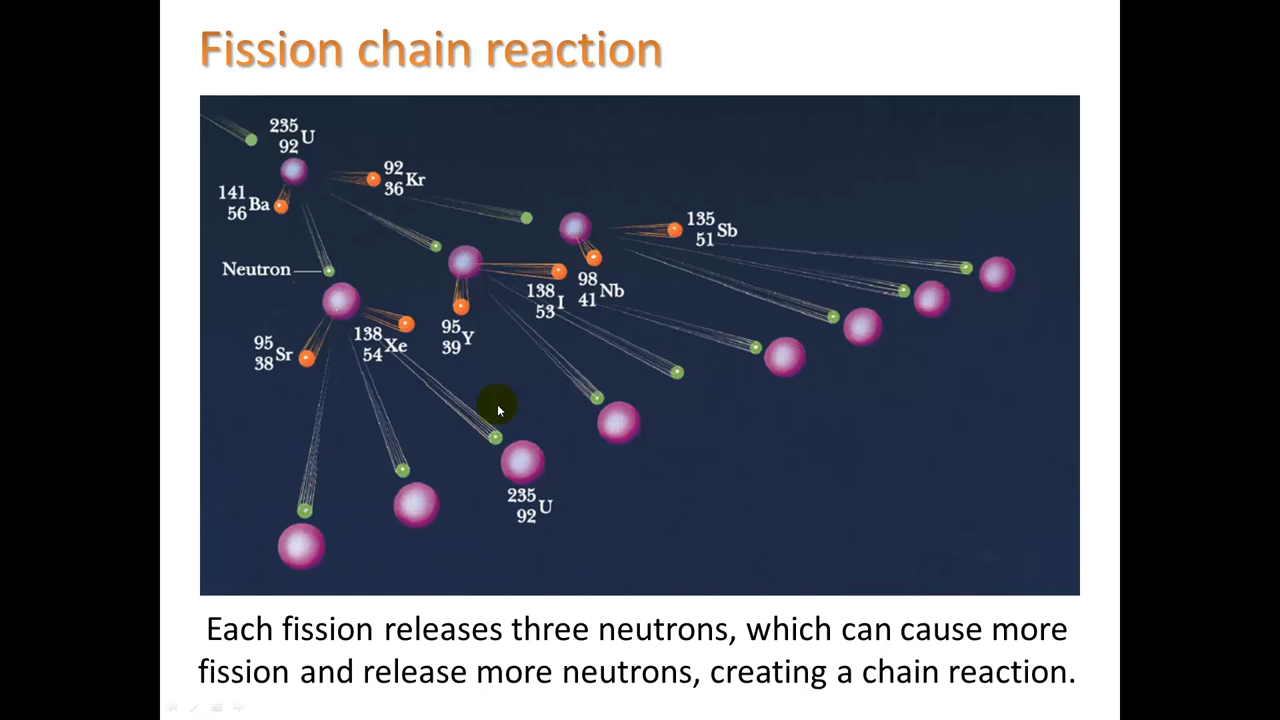 Fission chain reaction
235
92 U
92
36 Kr
141
56 Ba
135
51 Sb
Neutron
98
41 Nb
138
53 I
95
39 Y
138
54 Xe
95
38 Sr
235
92 U
Each fission releases three neutrons, which can cause more
fission and release more neutrons, creating a chain reaction.